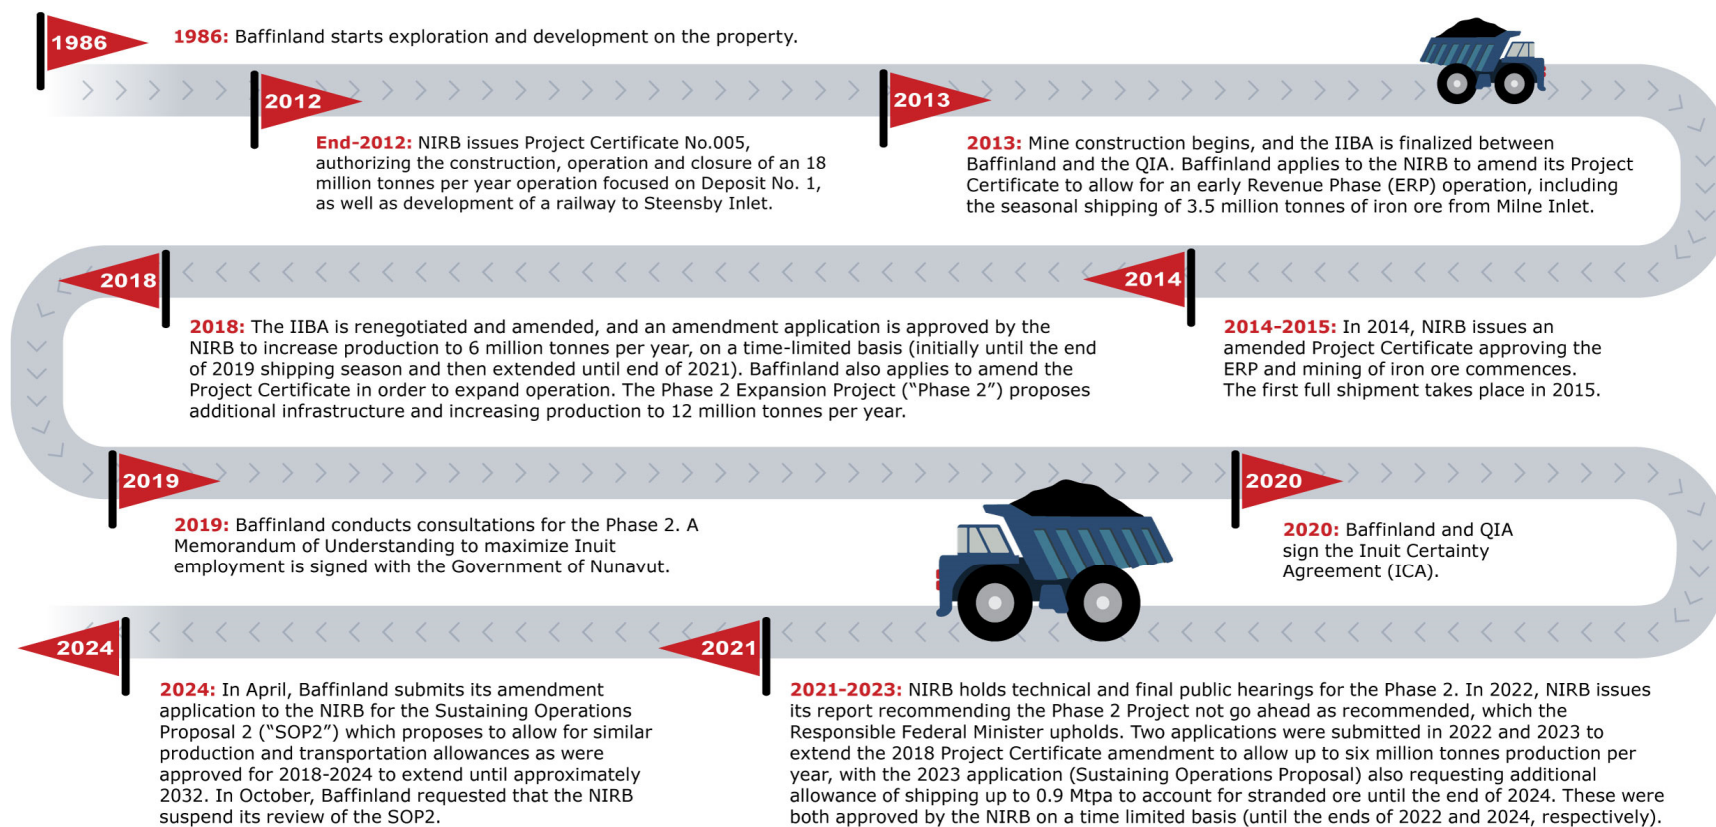 1986
1986: Baffinland starts exploration and development on the property.
2012
End-2012: NIRB issues Project Certificate No.005,
authorizing the construction, operation and closure of an 18
million tonnes per year operation focused on Deposit No. 1,
as well as development of a railway to Steensby Inlet.
2013
2013: Mine construction begins, and the IIBA is finalized between
Baffinland and the QIA. Baffinland applies to the NIRB to amend its Project
Certificate to allow for an early Revenue Phase (ERP) operation, including
the seasonal shipping of 3.5 million tonnes of iron ore from Milne Inlet.
2014
2014-2015: In 2014, NIRB issues an
amended Project Certificate approving the
ERP and mining of iron ore commences.
The first full shipment takes place in 2015.
2018
2018: The IIBA is renegotiated and amended, and an amendment application is approved by the
NIRB to increase production to 6 million tonnes per year, on a time-limited basis (initially until the end
of 2019 shipping season and then extended until end of 2021). Baffinland also applies to amend the
Project Certificate in order to expand operation. The Phase 2 Expansion Project (“Phase 2”) proposes
additional infrastructure and increasing production to 12 million tonnes per year.
2019
2019: Baffinland conducts consultations for the Phase 2. A
Memorandum of Understanding to maximize Inuit
employment is signed with the Government of Nunavut.
2020
2020: Baffinland and QIA
sign the Inuit Certainty
Agreement (ICA).
2021
2021-2023: NIRB holds technical and final public hearings for the Phase 2. In 2022, NIRB issues
its report recommending the Phase 2 Project not go ahead as recommended, which the
Responsible Federal Minister upholds. Two applications were submitted in 2022 and 2023 to
extend the 2018 Project Certificate amendment to allow up to six million tonnes production per
year, with the 2023 application (Sustaining Operations Proposal) also requesting additional
allowance of shipping up to 0.9 Mtpa to account for stranded ore until the end of 2024. These were
both approved by the NIRB on a time limited basis (until the ends of 2022 and 2024, respectively).
2024
2024: In April, Baffinland submits its amendment
application to the NIRB for the Sustaining Operations
Proposal 2 (“SOP2”) which proposes to allow for similar
production and transportation allowances as were
approved for 2018-2024 to extend until approximately
2032. In October, Baffinland requested that the NIRB
suspend its review of the SOP2.